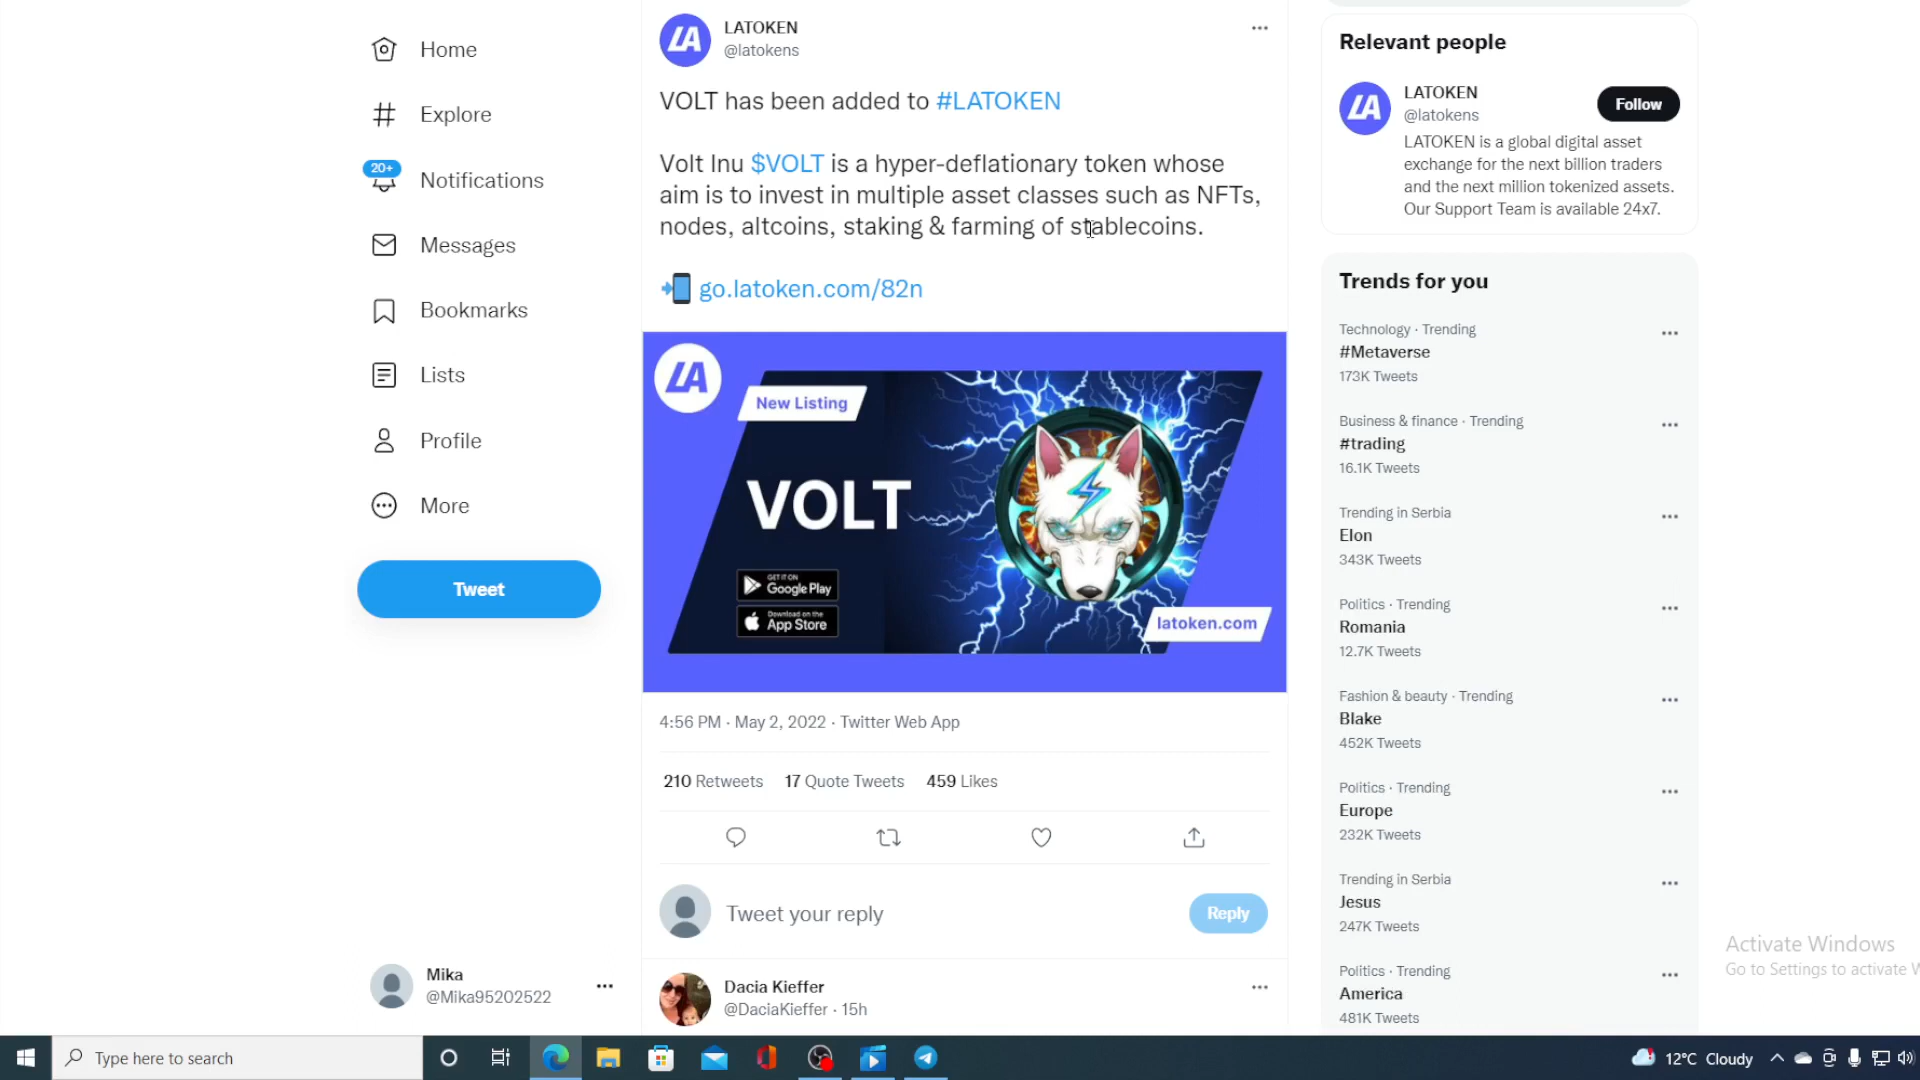 Home
Explore
20+
Notifications
Messages
Bookmarks
Lists
Profile
More
Tweet
Mika
@Mika95202522
LA
LATOKEN
@latokens
VOLT has been added to #LATOKEN
Volt Inu $VOLT is a hyper-deflationary token whose
aim is to invest in multiple asset classes such as NFTs,
nodes, altcoins, staking & farming of stablecoins.
go.latoken.com/82n
LA
New Listing
VOLT
GET IT ON
Google Play
Download on the
App Store
latoken.com
4:56 PM · May 2, 2022 · Twitter Web App
210 Retweets 17 Quote Tweets 459 Likes
Tweet your reply
Reply
Dacia Kieffer
@DaciaKieffer · 15h
Relevant people
LA
LATOKEN
@latokens
Follow
LATOKEN is a global digital asset
exchange for the next billion traders
and the next million tokenized assets.
Our Support Team is available 24x7.
Trends for you
Technology · Trending
#Metaverse
173K Tweets
Business & finance · Trending
#trading
16.1K Tweets
Trending in Serbia
Elon
343K Tweets
Politics · Trending
Romania
12.7K Tweets
Fashion & beauty · Trending
Blake
452K Tweets
Politics · Trending
Europe
232K Tweets
Trending in Serbia
Jesus
247K Tweets
Politics · Trending
America
481K Tweets
Activate Windows
Go to Settings to activate W
Type here to search
12°C Cloudy